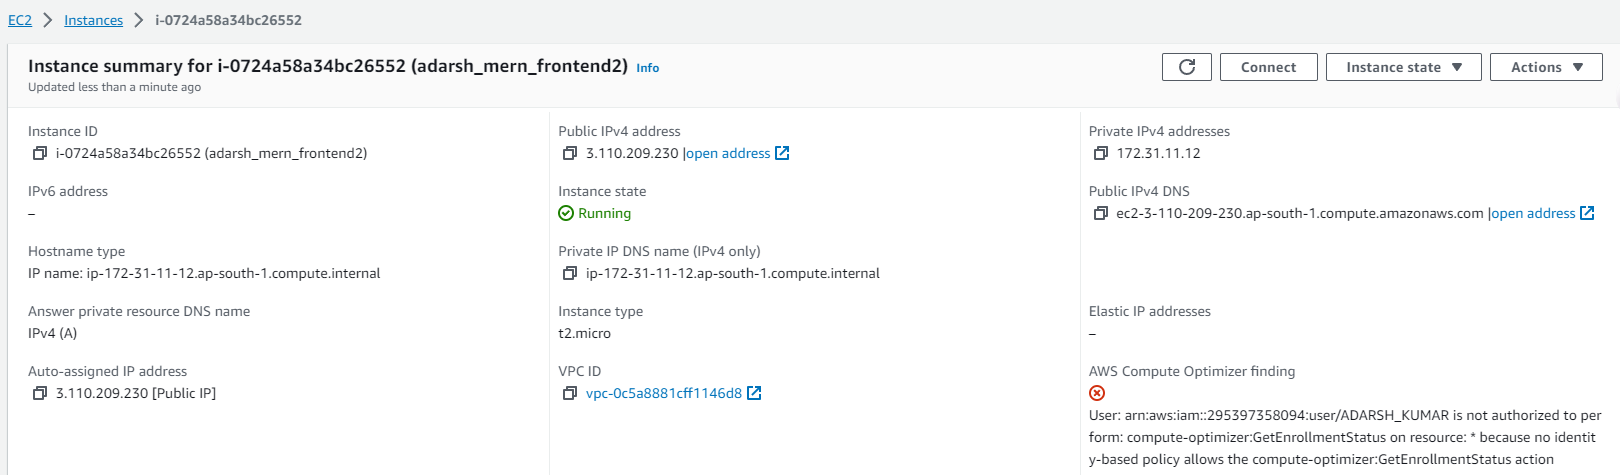 EC2 > Instances > i-0724a58a34bc26552
Instance summary for i-0724a58a34bc26552 (adarsh_mern_frontend2) Info
Updated less than a minute ago
Connect
Instance state
Actions
Instance ID
i-0724a58a34bc26552 (adarsh_mern_frontend2)
Public IPv4 address
3.110.209.230 |open address
Private IPv4 addresses
172.31.11.12
IPv6 address
–
Instance state
Running
Public IPv4 DNS
ec2-3-110-209-230.ap-south-1.compute.amazonaws.com |open address
Hostname type
IP name: ip-172-31-11-12.ap-south-1.compute.internal
Private IP DNS name (IPv4 only)
ip-172-31-11-12.ap-south-1.compute.internal
Answer private resource DNS name
IPv4 (A)
Instance type
t2.micro
Elastic IP addresses
–
Auto-assigned IP address
3.110.209.230 [Public IP]
VPC ID
vpc-0c5a8881cff1146d8
AWS Compute Optimizer finding
User: arn:aws:iam::295397358094:user/ADARSH_KUMAR is not authorized to per
form: compute-optimizer:GetEnrollmentStatus on resource: * because no identit
y-based policy allows the compute-optimizer:GetEnrollmentStatus action